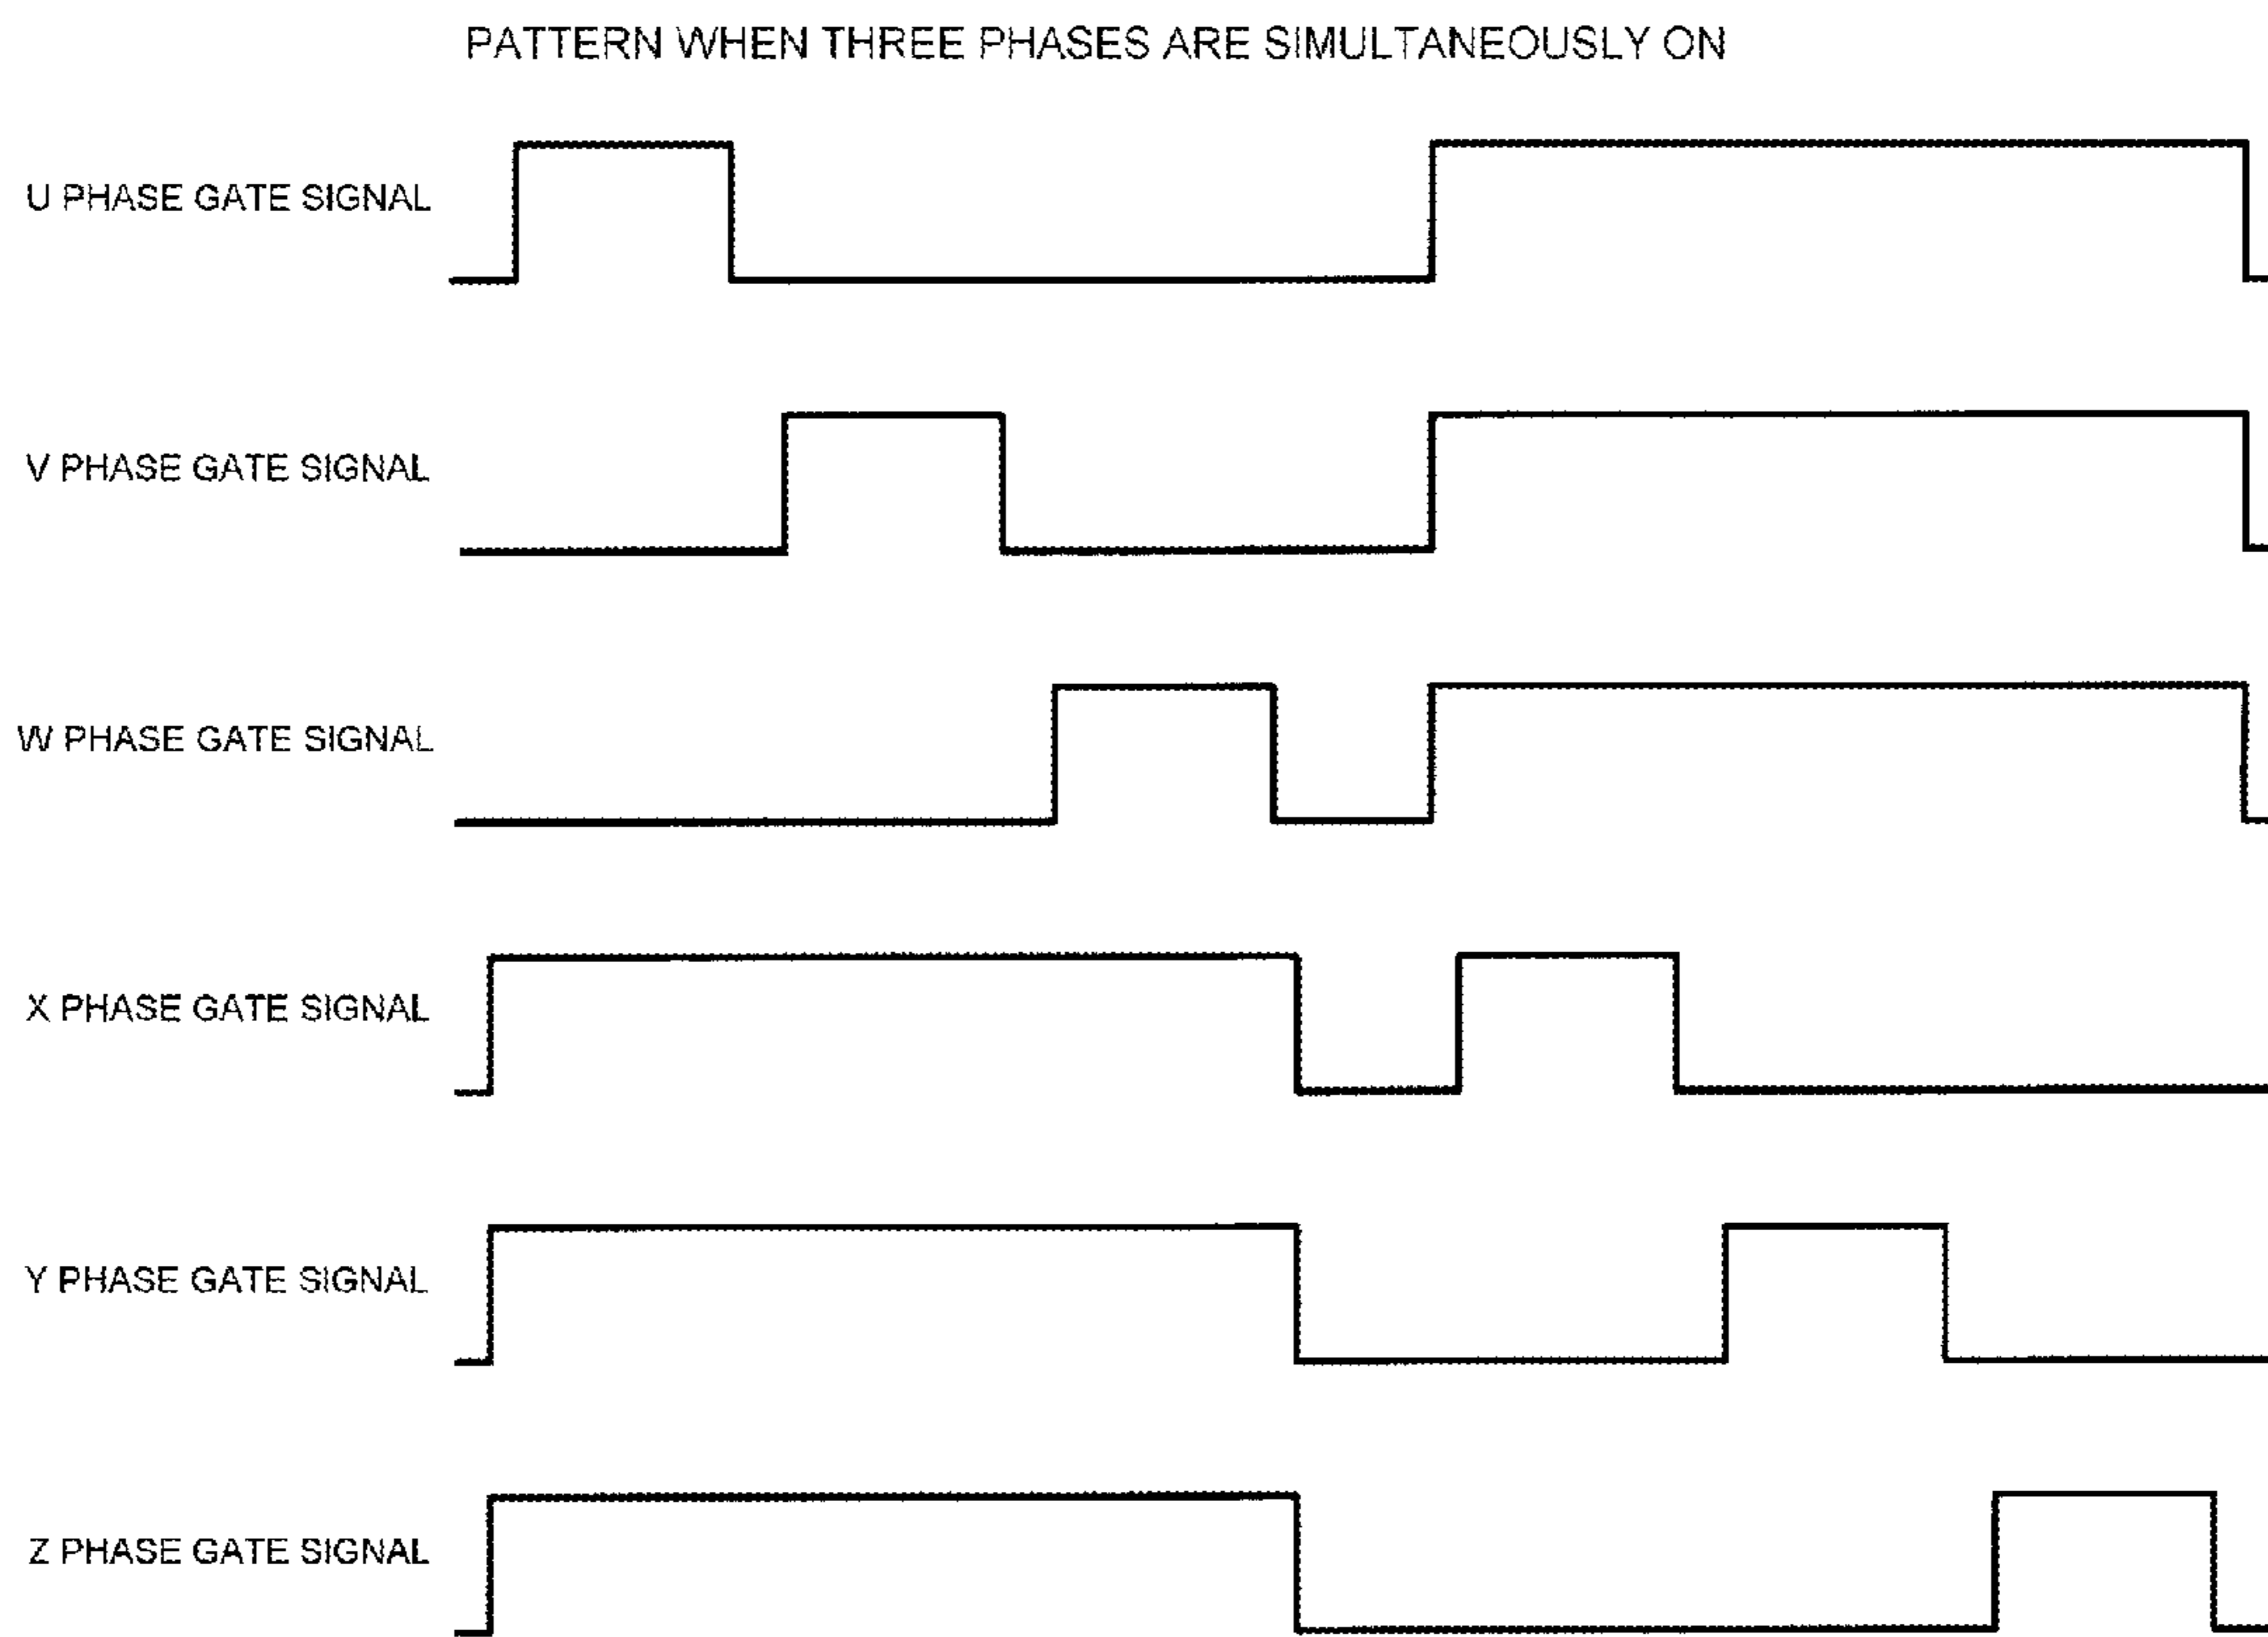 PATTERN WHEN THREE PHASES ARE SIMULTANEOUSLY ON
U PHASE GATE SIGNAL
V PHASE GATE SIGNAL
W PHASE GATE SIGNAL
X PHASE GATE SIGNAL
Y PHASE GATE SIGNAL
Z PHASE GATE SIGNAL